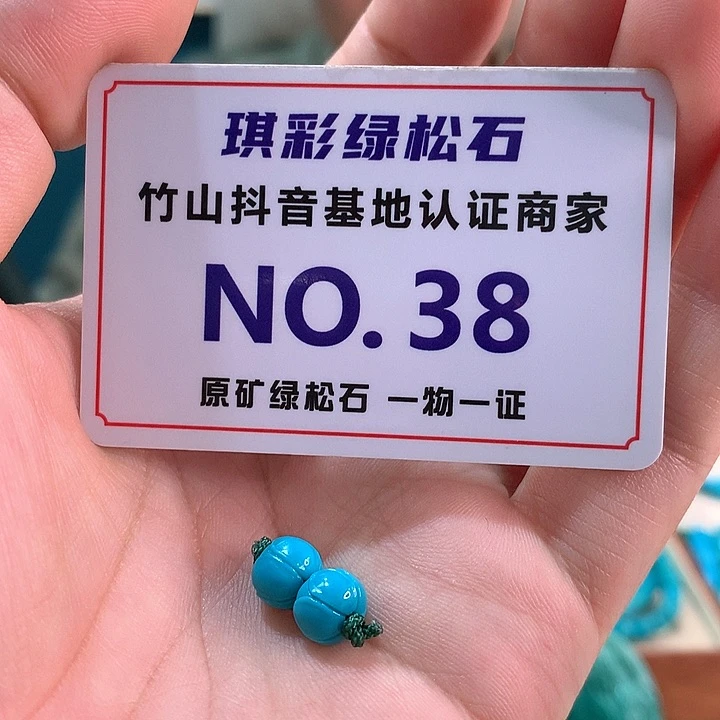 琪彩绿松石
竹山抖音基地认证商家
NO. 38
原矿绿松石 一物一证